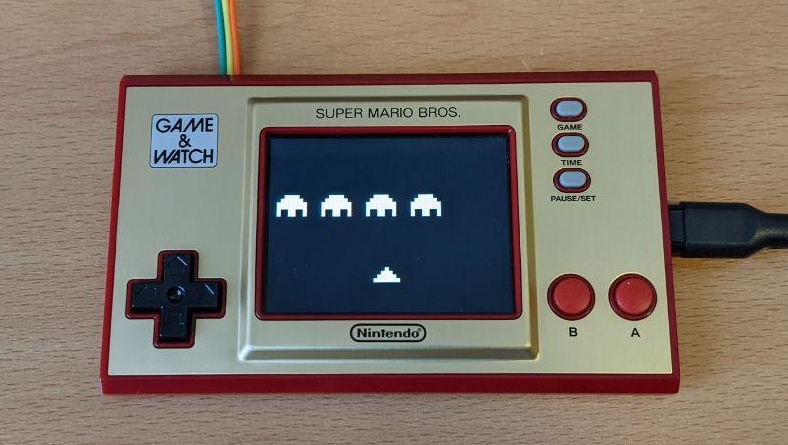 SUPER MARIO BROS.
GAME
&
WATCH
GAME
TIME
PAUSE/SET
Nintendo
B
A